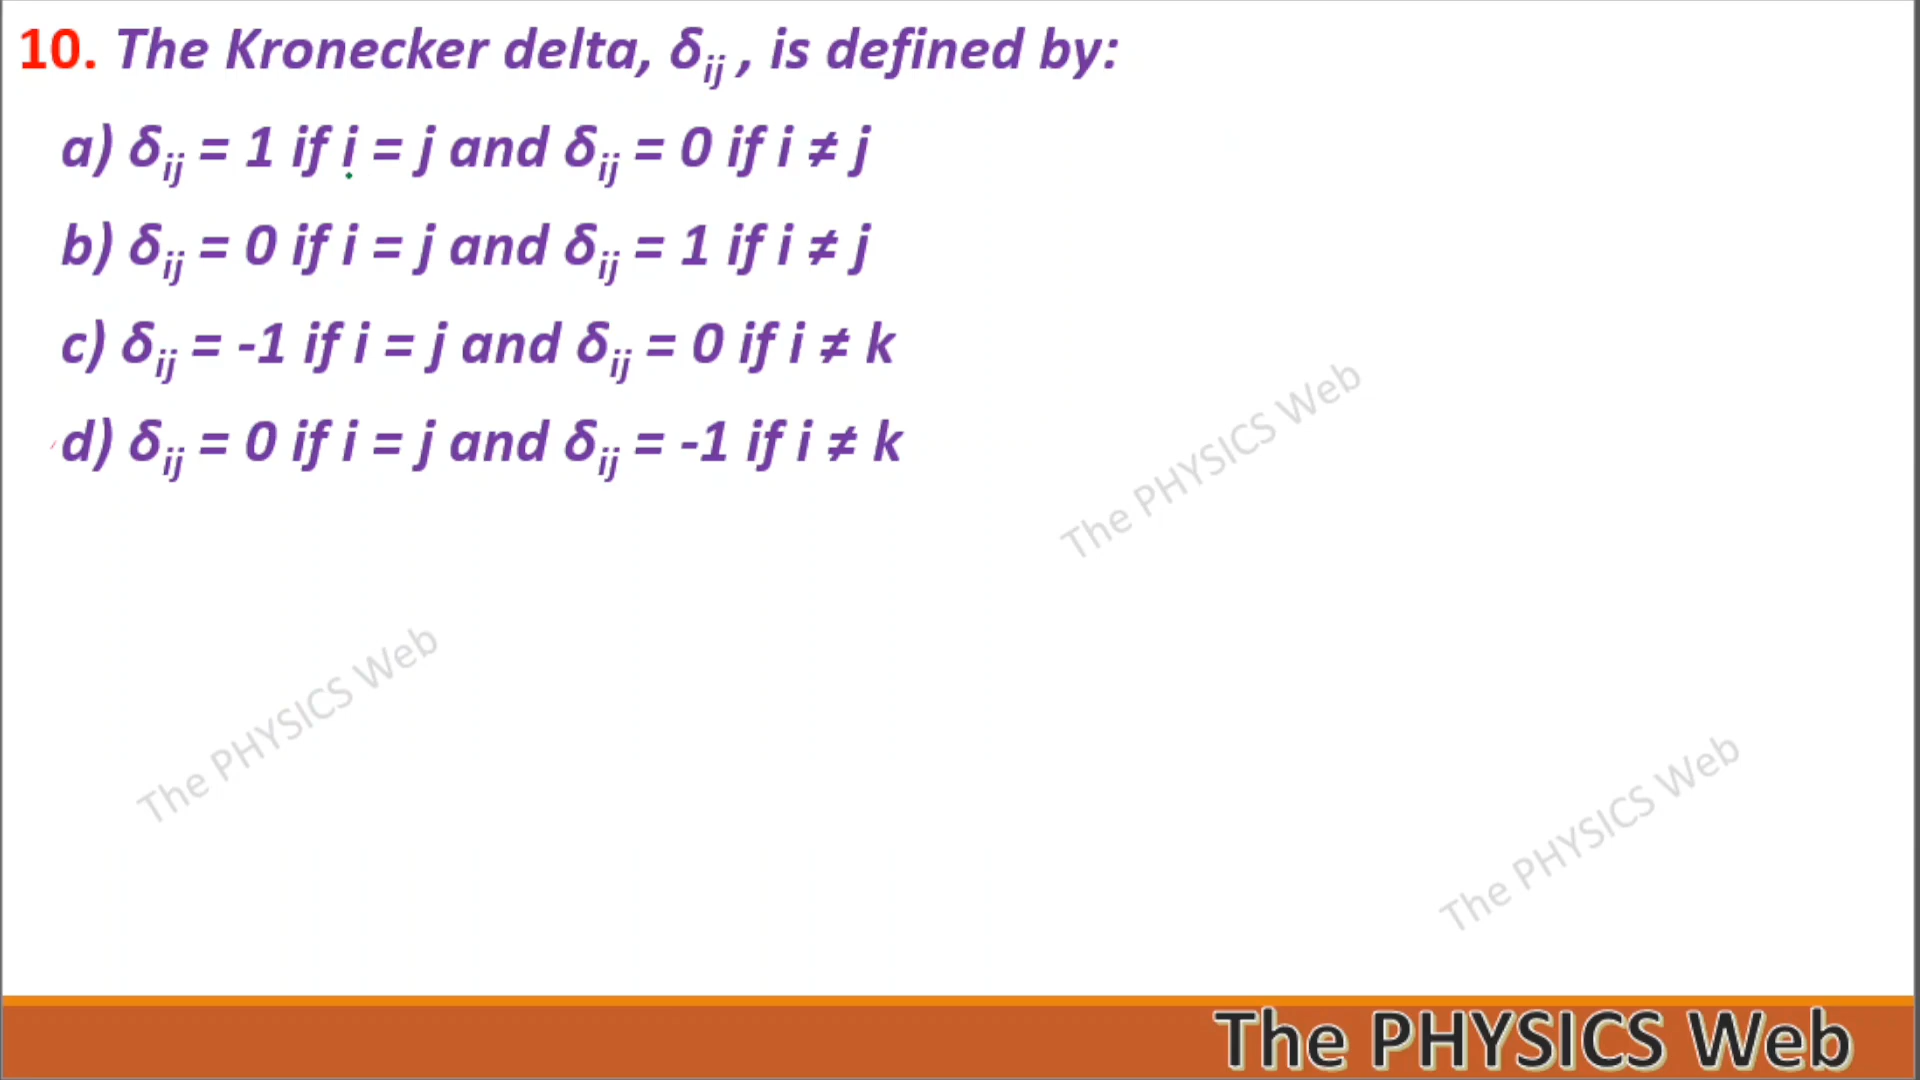 10. The Kronecker delta, δij , is defined by:
a) δij = 1 if i = j and δij = 0 if i ≠ j
b) δij = 0 if i = j and δij = 1 if i ≠ j
c) δij = -1 if i = j and δij = 0 if i ≠ k
d) δij = 0 if i = j and δij = -1 if i ≠ k
The PHYSICS Web
The PHYSICS Web
The PHYSICS Web
The PHYSICS Web